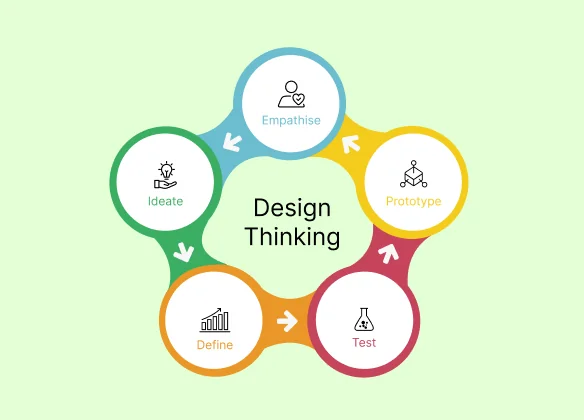 Empathise
Ideate
Prototype
Design
Thinking
Define
Test